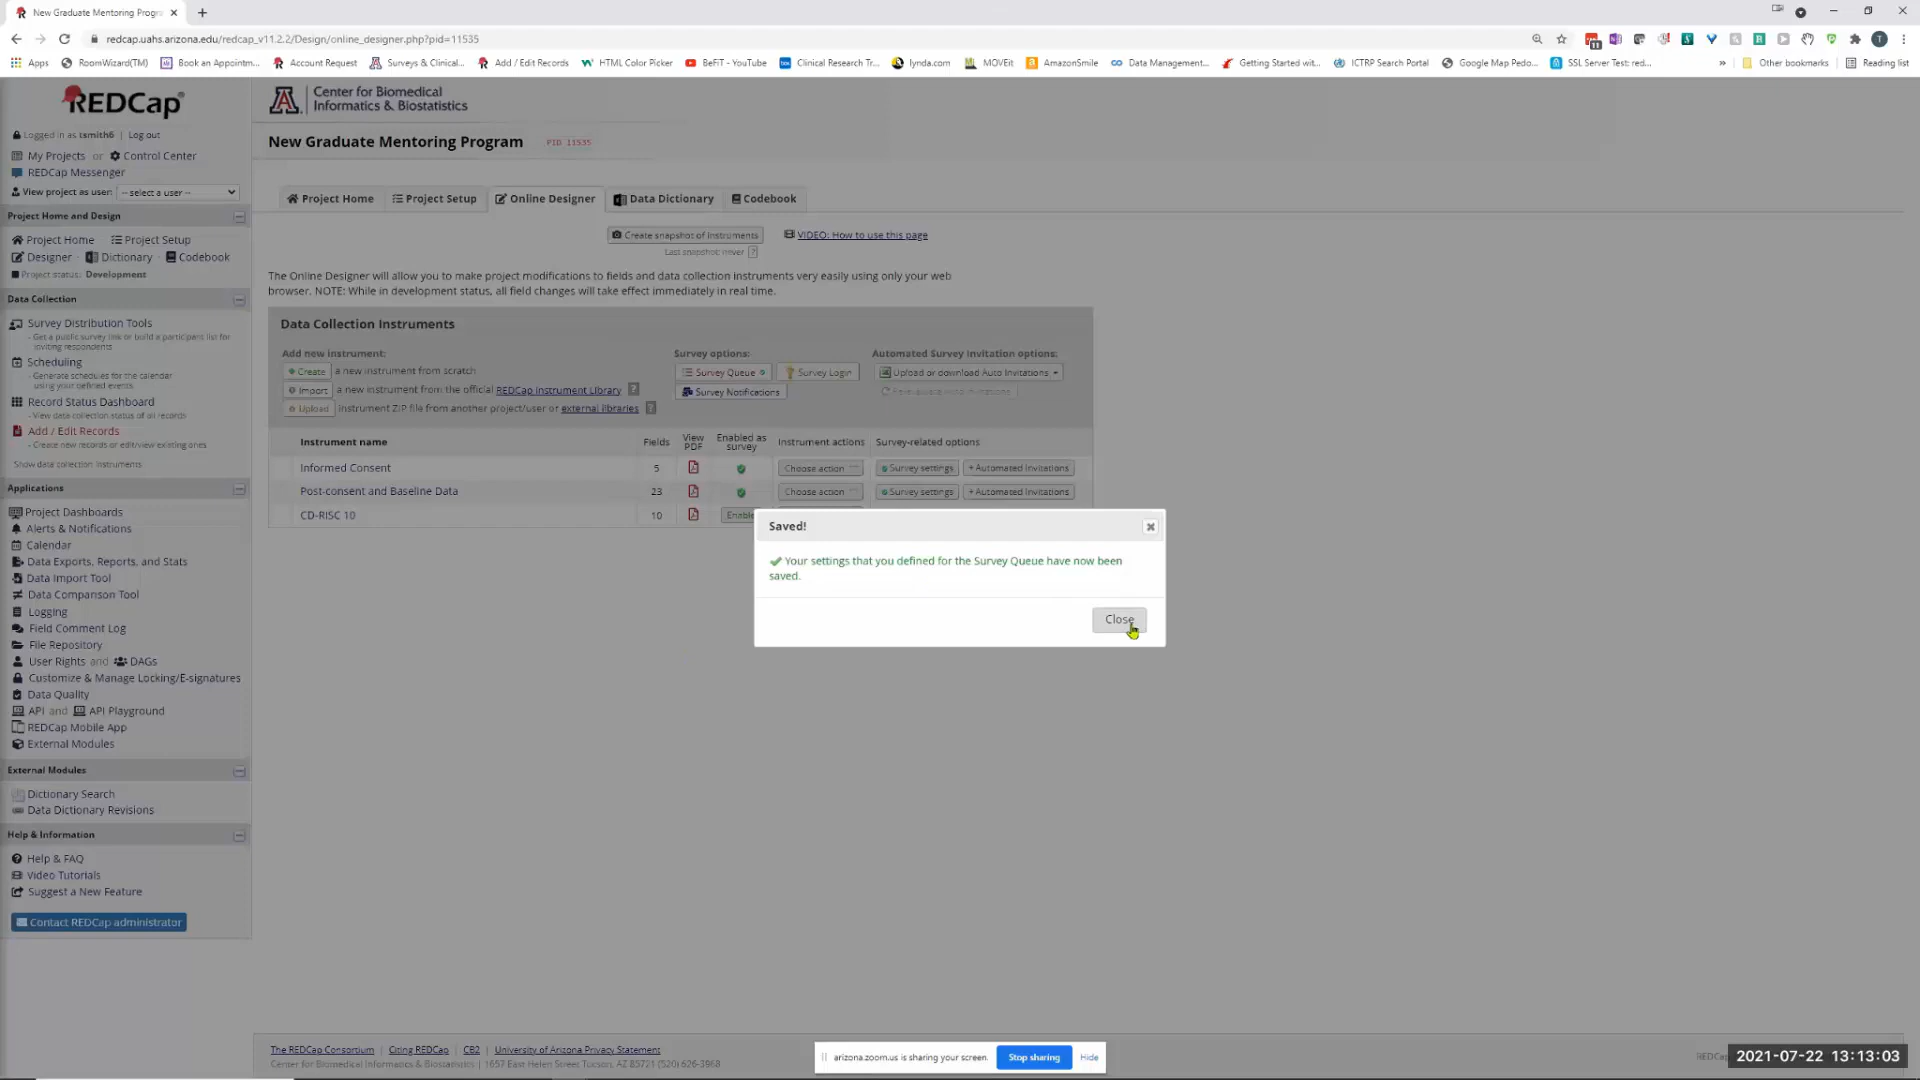 New Graduate Mentoring Progr
redcap.uahs.arizona.edu/redcap_v11.2.2/Design/online_designer.php?pid=11535
Apps RoomWizard(TM) Book an Appointm... Account Request Surveys & Clinical... Add / Edit Records HTML Color Picker BeFiT - YouTube Clinical Research Tr... lynda.com MOVEit AmazonSmile Data Management... Getting Started wit... ICTRP Search Portal Google Map Pedo... SSL Server Test: red... » Other bookmarks Reading list
REDCap
Logged in as tsmith6 | Log out
My Projects or Control Center
REDCap Messenger
View project as user: -- select a user --
Project Home and Design
Project Home Project Setup
Designer Dictionary Codebook
Project status: Development
Data Collection
Survey Distribution Tools
- Get a public survey link or build a participant list for
inviting respondents
Scheduling
- Generate schedules for the calendar
using your defined events
Record Status Dashboard
- View data collection status of all records
Add / Edit Records
- Create new records or edit/view existing ones
Show data collection instruments
Applications
Project Dashboards
Alerts & Notifications
Calendar
Data Exports, Reports, and Stats
Data Import Tool
Data Comparison Tool
Logging
Field Comment Log
File Repository
User Rights and DAGs
Customize & Manage Locking/E-signatures
Data Quality
API and API Playground
REDCap Mobile App
External Modules
External Modules
Dictionary Search
Data Dictionary Revisions
Help & Information
Help & FAQ
Video Tutorials
Suggest a New Feature
Contact REDCap administrator
Center for Biomedical
Informatics & Biostatistics
New Graduate Mentoring Program PID 11535
Project Home Project Setup Online Designer Data Dictionary Codebook
Create snapshot of instruments VIDEO: How to use this page
Last snapshot: never ?
The Online Designer will allow you to make project modifications to fields and data collection instruments very easily using only your web
browser. NOTE: While in development status, all field changes will take effect immediately in real time.
Data Collection Instruments
Add new instrument: Survey options: Automated Survey Invitation options:
Create a new instrument from scratch Survey Queue Survey Login Upload or download Auto Invitations
Import a new instrument from the official REDCap Instrument Library ? Survey Notifications
Upload instrument ZIP file from another project/user or external libraries ?
Instrument name Fields View PDF Enabled as survey Instrument actions Survey-related options
Informed Consent 5 Choose action Survey settings + Automated Invitations
Post-consent and Baseline Data 23 Choose action Survey settings + Automated Invitations
CD-RISC 10 10 Enable
Saved!
Your settings that you defined for the Survey Queue have now been
saved.
Close
The REDCap Consortium | Citing REDCap | CB2 | University of Arizona Privacy Statement
Center for Biomedical Informatics & Biostatistics | 1657 East Helen Street Tucson, AZ 85721 (520) 626-3968
arizona.zoom.us is sharing your screen. Stop sharing Hide
REDCap
2021-07-22 13:13:03